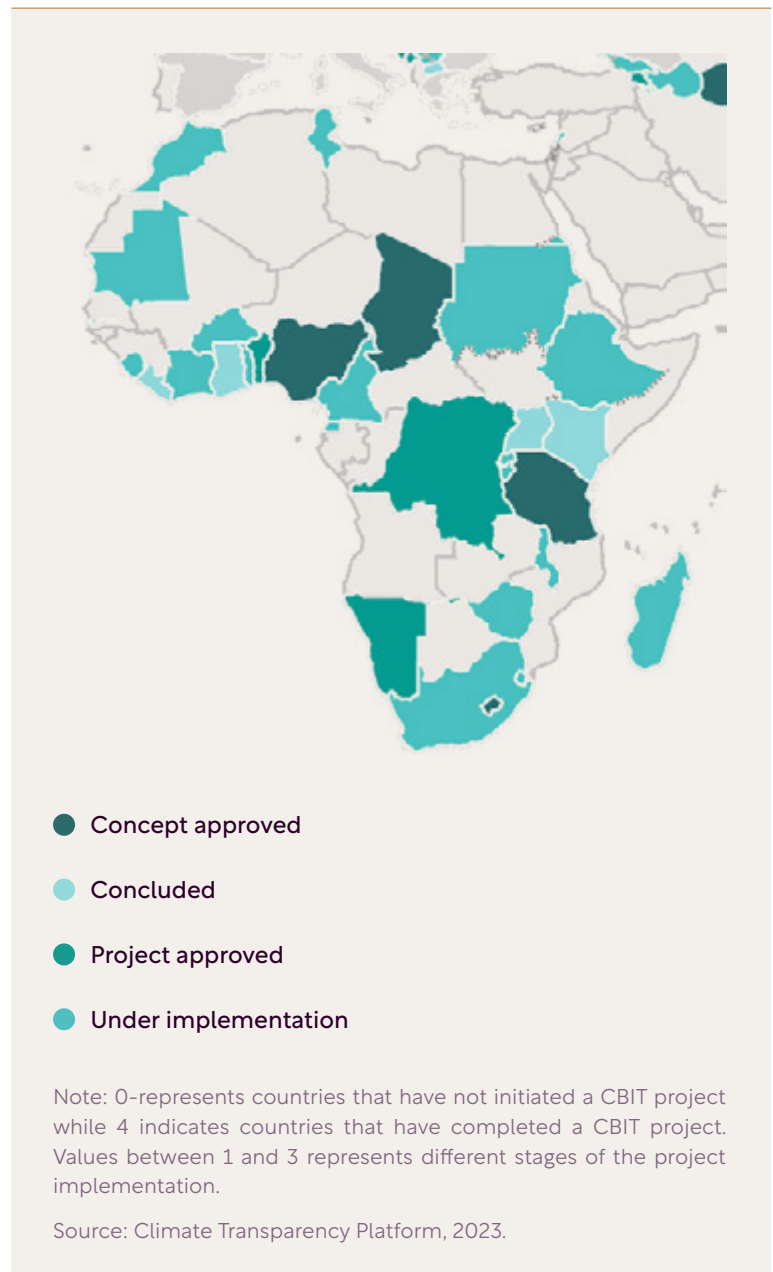 Concept approved
Concluded
Project approved
Under implementation
Note: 0-represents countries that have not initiated a CBIT project
while 4 indicates countries that have completed a CBIT project.
Values between 1 and 3 represents different stages of the project
implementation.
Source: Climate Transparency Platform, 2023.